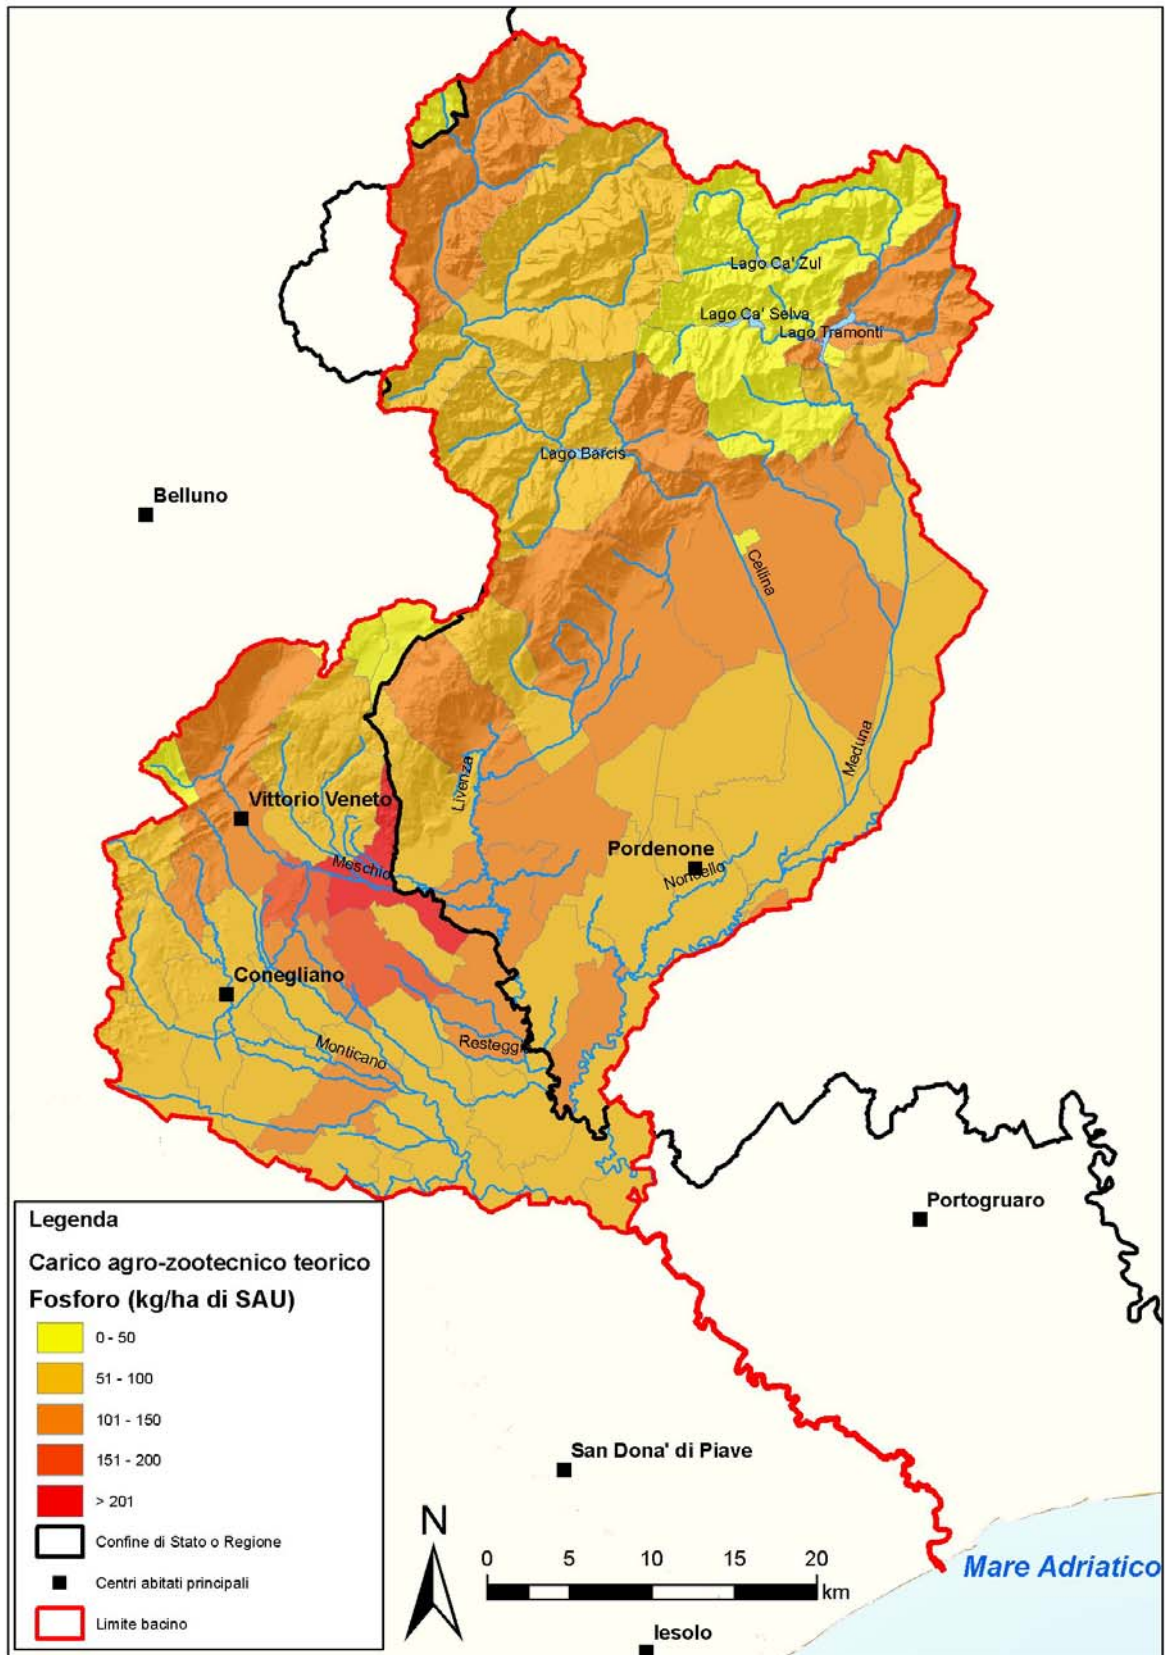 Lago Ca' Zul
Lago Ca' Selva
Lago Tramonti
Lago Barcis
Belluno
Cellina
Meduna
Livenza
Vittorio Veneto
Pordenone
Meschio
Noncello
Conegliano
Monticano
Resteggia
Portogruaro
Legenda
Carico agro-zootecnico teorico
Fosforo (kg/ha di SAU)
0 - 50
51 - 100
101 - 150
151 - 200
> 201
Confine di Stato o Regione
Centri abitati principali
Limite bacino
San Dona' di Piave
N
0 5 10 15 20
km
Mare Adriatico
Iesolo